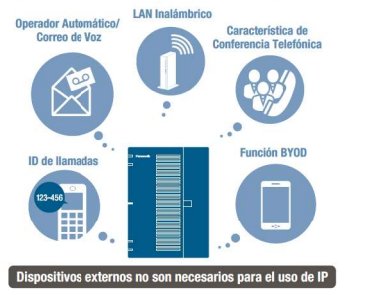 LAN Inalámbrico
Operador Automático/
Correo de Voz
Característica de
Conferencia Telefónica
ID de llamadas
123-456
Panasonic
Función BYOD
Dispositivos externos no son necesarios para el uso de IP